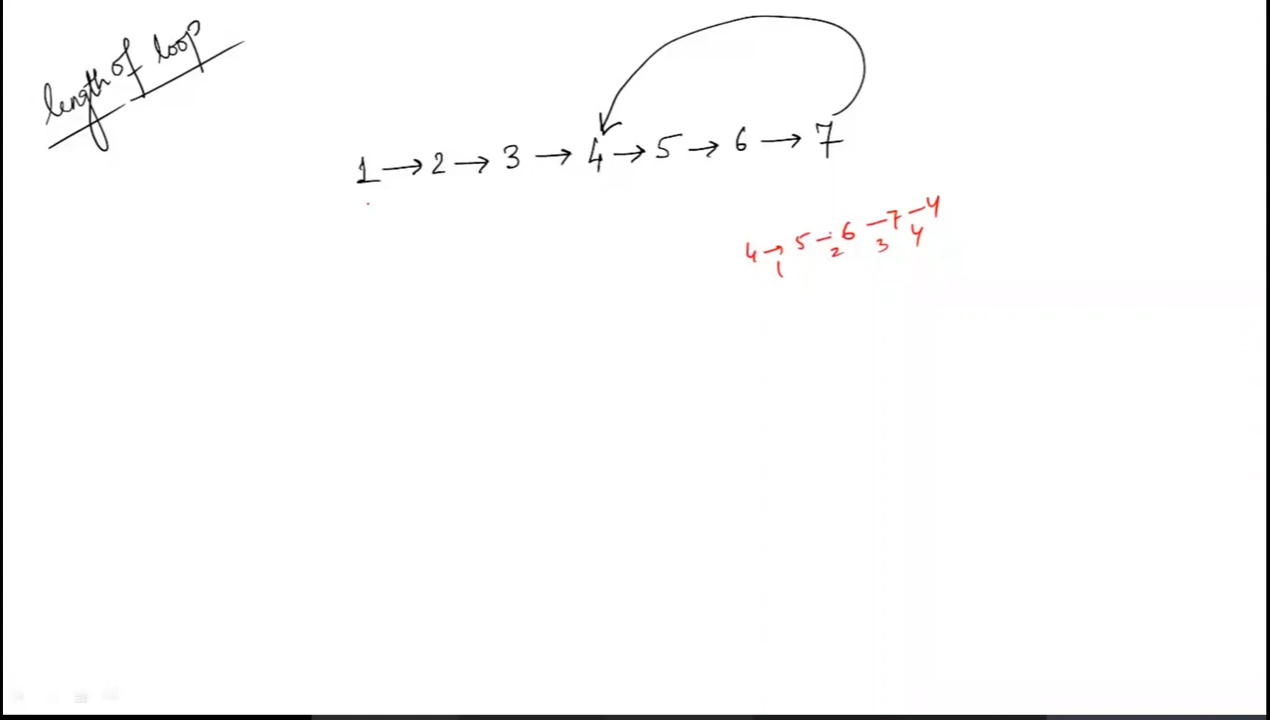 length of loop
1 → 2 → 3 → 4 → 5 → 6 → 7
4 → 5 – 6 – 7 – 4
1 2 3 4